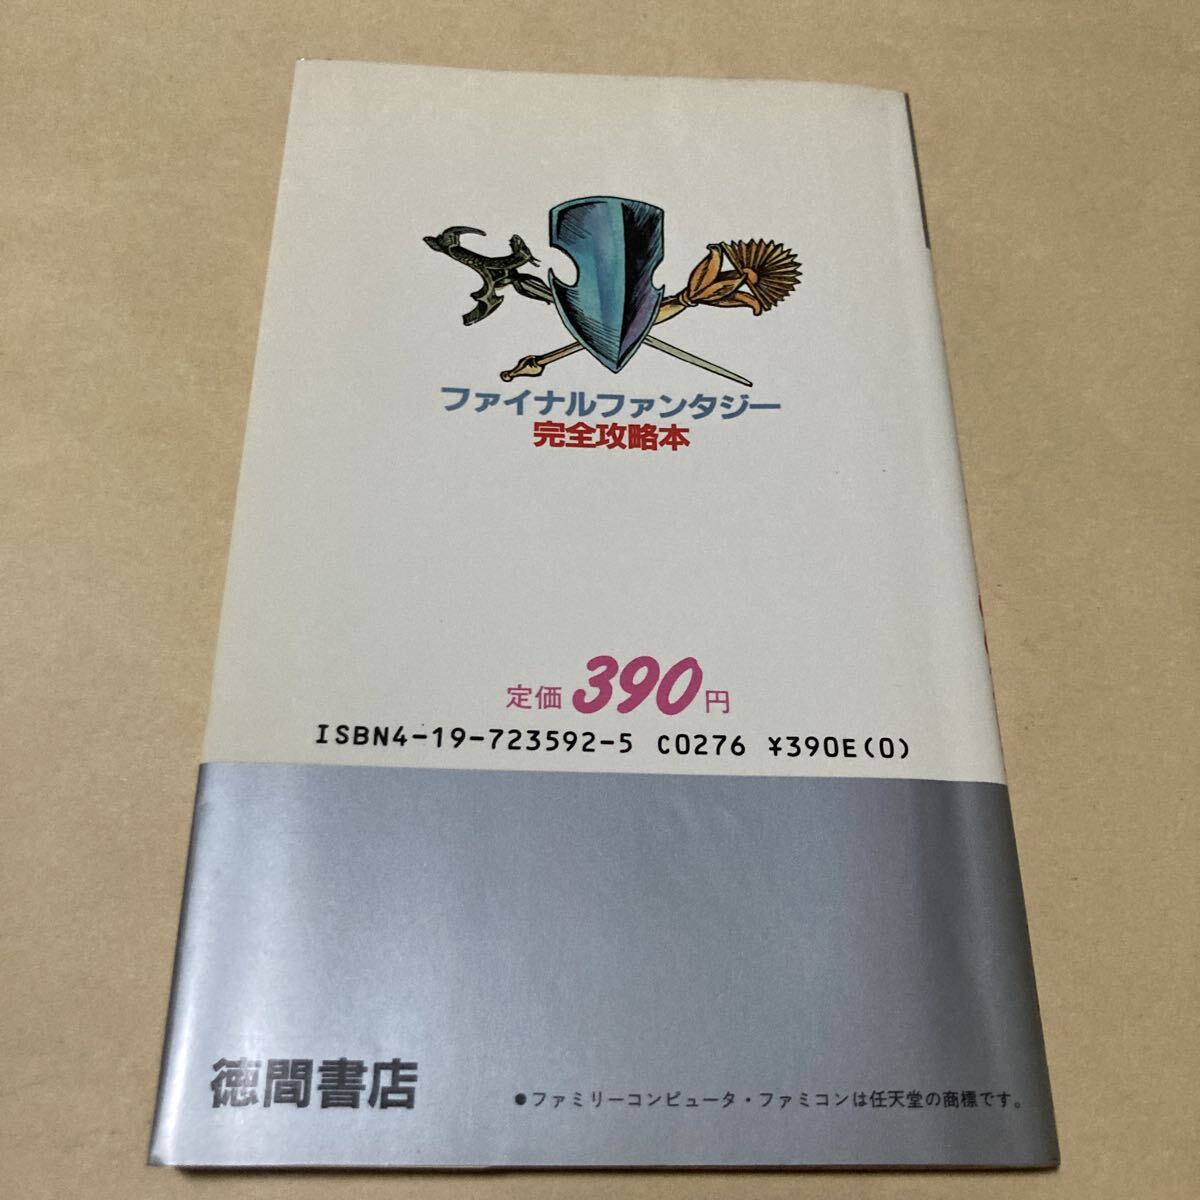 ファイナルファンタジー
完全攻略本
定価 390円
ISBN4-19-723592-5 C0276 ¥390E(0)
徳間書店
●ファミリーコンピュータ・ファミコンは任天堂の商標です。